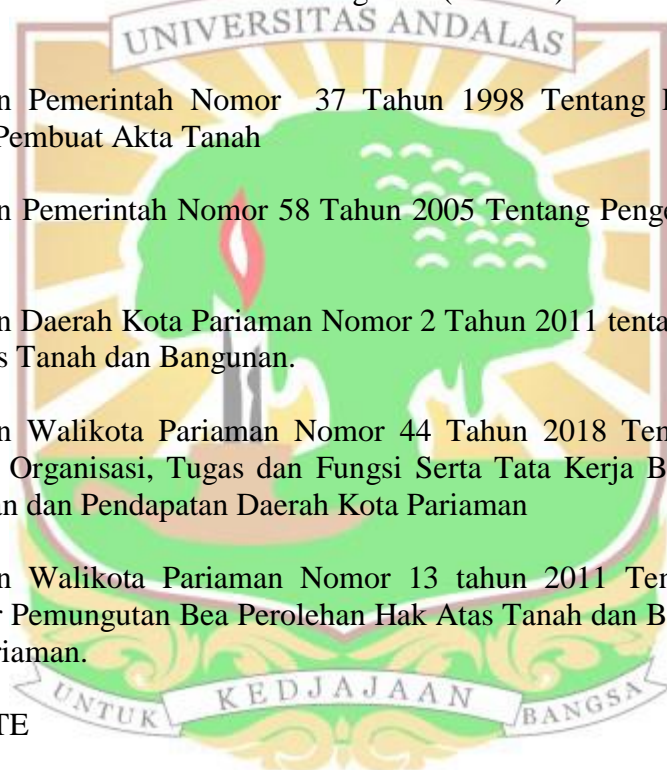 UNIVERSITAS ANDALAS
n Pemerintah Nomor 37 Tahun 1998 Tentang
Pembuat Akta Tanah
n Pemerintah Nomor 58 Tahun 2005 Tentang Penge
n Daerah Kota Pariaman Nomor 2 Tahun 2011 tenta
s Tanah dan Bangunan.
n Walikota Pariaman Nomor 44 Tahun 2018 Ten
Organisasi, Tugas dan Fungsi Serta Tata Kerja B
an dan Pendapatan Daerah Kota Pariaman
n Walikota Pariaman Nomor 13 tahun 2011 Ten
r Pemungutan Bea Perolehan Hak Atas Tanah dan B
riaman.
UNTUK KEDJAJAAN BANGSA
TE